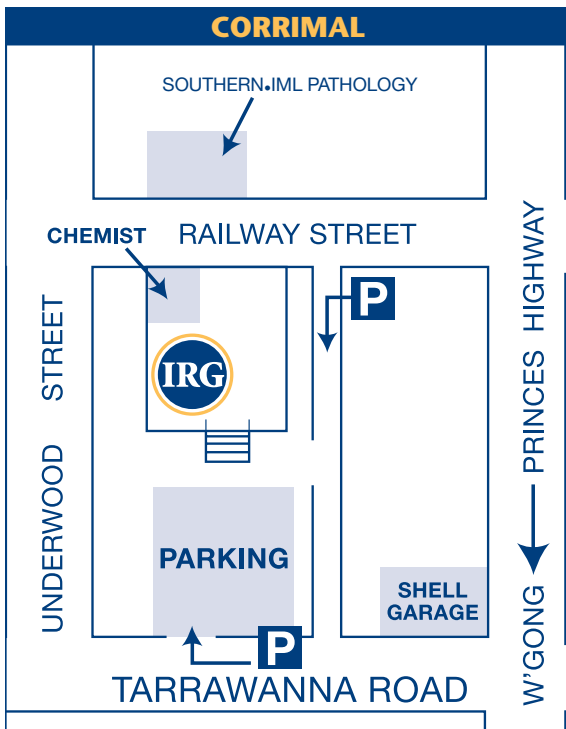 CORRIMAL
SOUTHERN.IML PATHOLOGY
CHEMIST
RAILWAY STREET
P
IRG
UNDERWOOD STREET
PRINCES HIGHWAY
PARKING
SHELL
GARAGE
W'GONG
P
TARRAWANNA ROAD